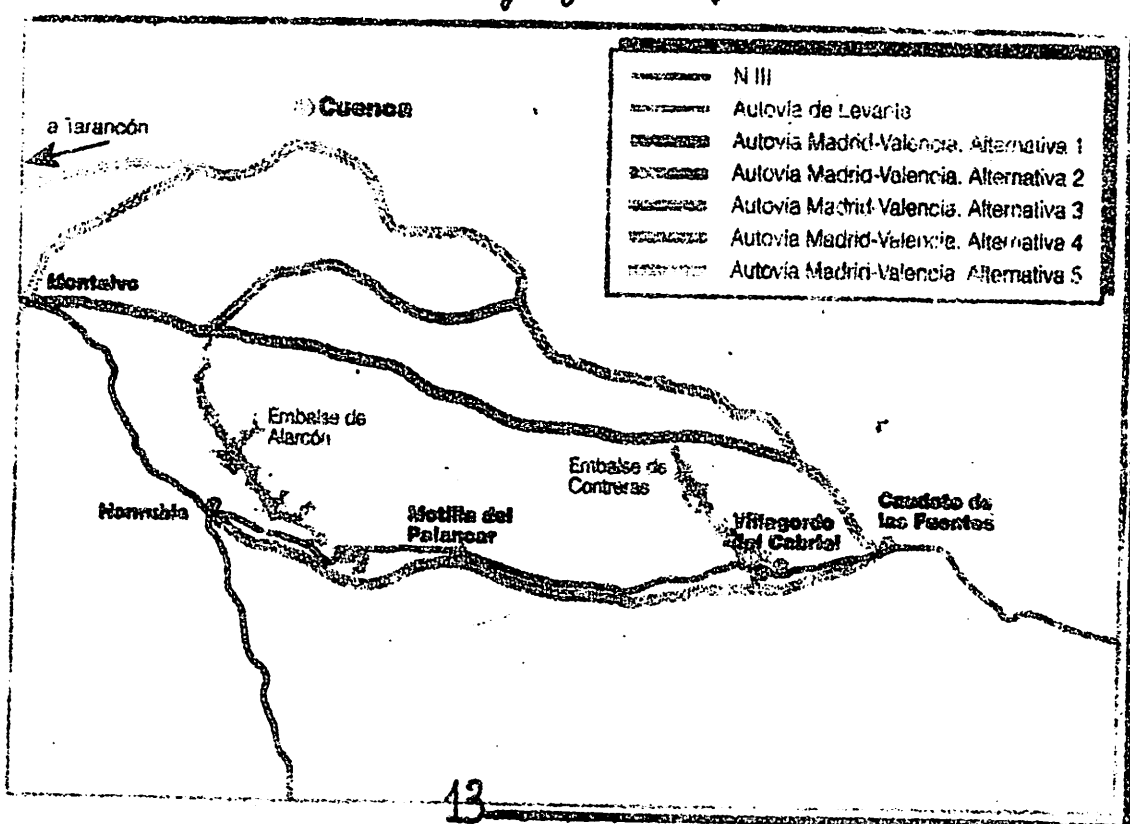 N III
Autovía de Levante
Autovía Madrid-Valencia. Alternativa 1
Autovía Madrid-Valencia. Alternativa 2
Autovía Madrid-Valencia. Alternativa 3
Autovía Madrid-Valencia. Alternativa 4
Autovía Madrid-Valencia. Alternativa 5
Cuenca
a Tarancón
Montalvo
Embalse de
Alarcón
Embalse de
Contreras
Honrubia
Motilla del
Palancar
Villagordo
del Cabriel
Caudete de
las Fuentes
13